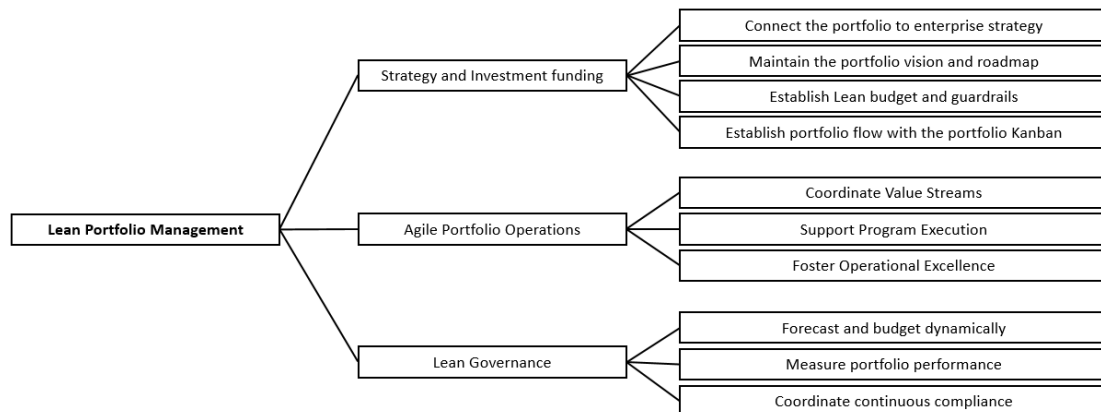 Lean Portfolio Management
Strategy and Investment funding
Connect the portfolio to enterprise strategy
Maintain the portfolio vision and roadmap
Establish Lean budget and guardrails
Establish portfolio flow with the portfolio Kanban
Agile Portfolio Operations
Coordinate Value Streams
Support Program Execution
Foster Operational Excellence
Lean Governance
Forecast and budget dynamically
Measure portfolio performance
Coordinate continuous compliance